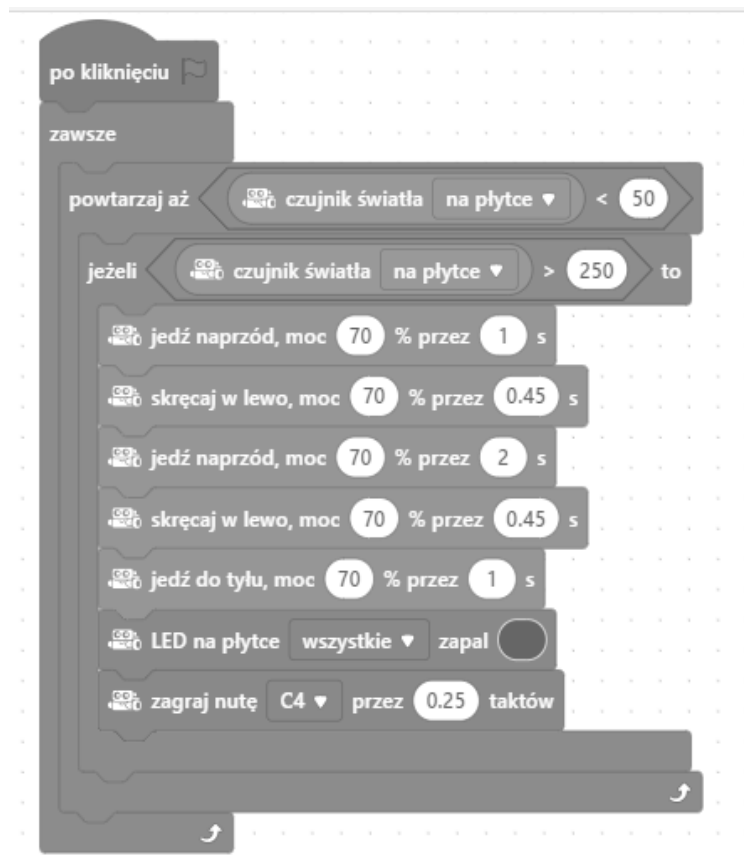 po kliknięciu
zawsze
powtarzaj aż czujnik światła na płytce < 50
jeżeli czujnik światła na płytce > 250 to
jedź naprzód, moc 70 % przez 1 s
skręcaj w lewo, moc 70 % przez 0.45 s
jedź naprzód, moc 70 % przez 2 s
skręcaj w lewo, moc 70 % przez 0.45 s
jedź do tyłu, moc 70 % przez 1 s
LED na płytce wszystkie zapal
zagraj nutę C4 przez 0.25 taktów